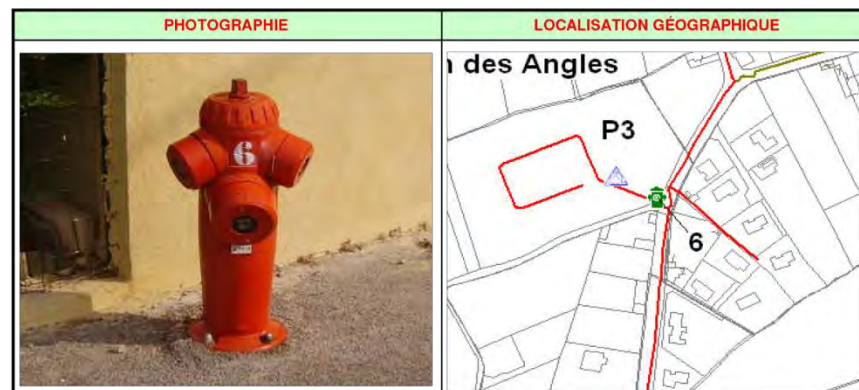 PHOTOGRAPHIE
LOCALISATION GÉOGRAPHIQUE
6
n des Angles
P3
6